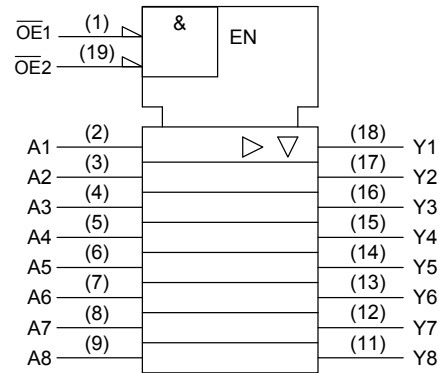 OE1 (1) & EN
OE2 (19)
A1 (2) (18) Y1
A2 (3) (17) Y2
A3 (4) (16) Y3
A4 (5) (15) Y4
A5 (6) (14) Y5
A6 (7) (13) Y6
A7 (8) (12) Y7
A8 (9) (11) Y8